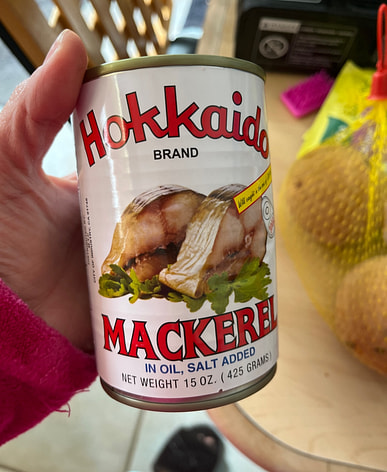 Hokkaido
BRAND
MACKEREL
IN OIL, SALT ADDED
NET WEIGHT 15 OZ. (425 GRAMS)